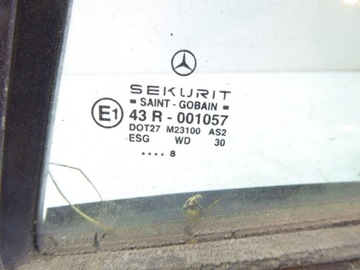 SEKURIT
SAINT - GOBAIN
E1 43 R - 001057
DOT27 M23100 AS2
ESG WD 30
.... 8